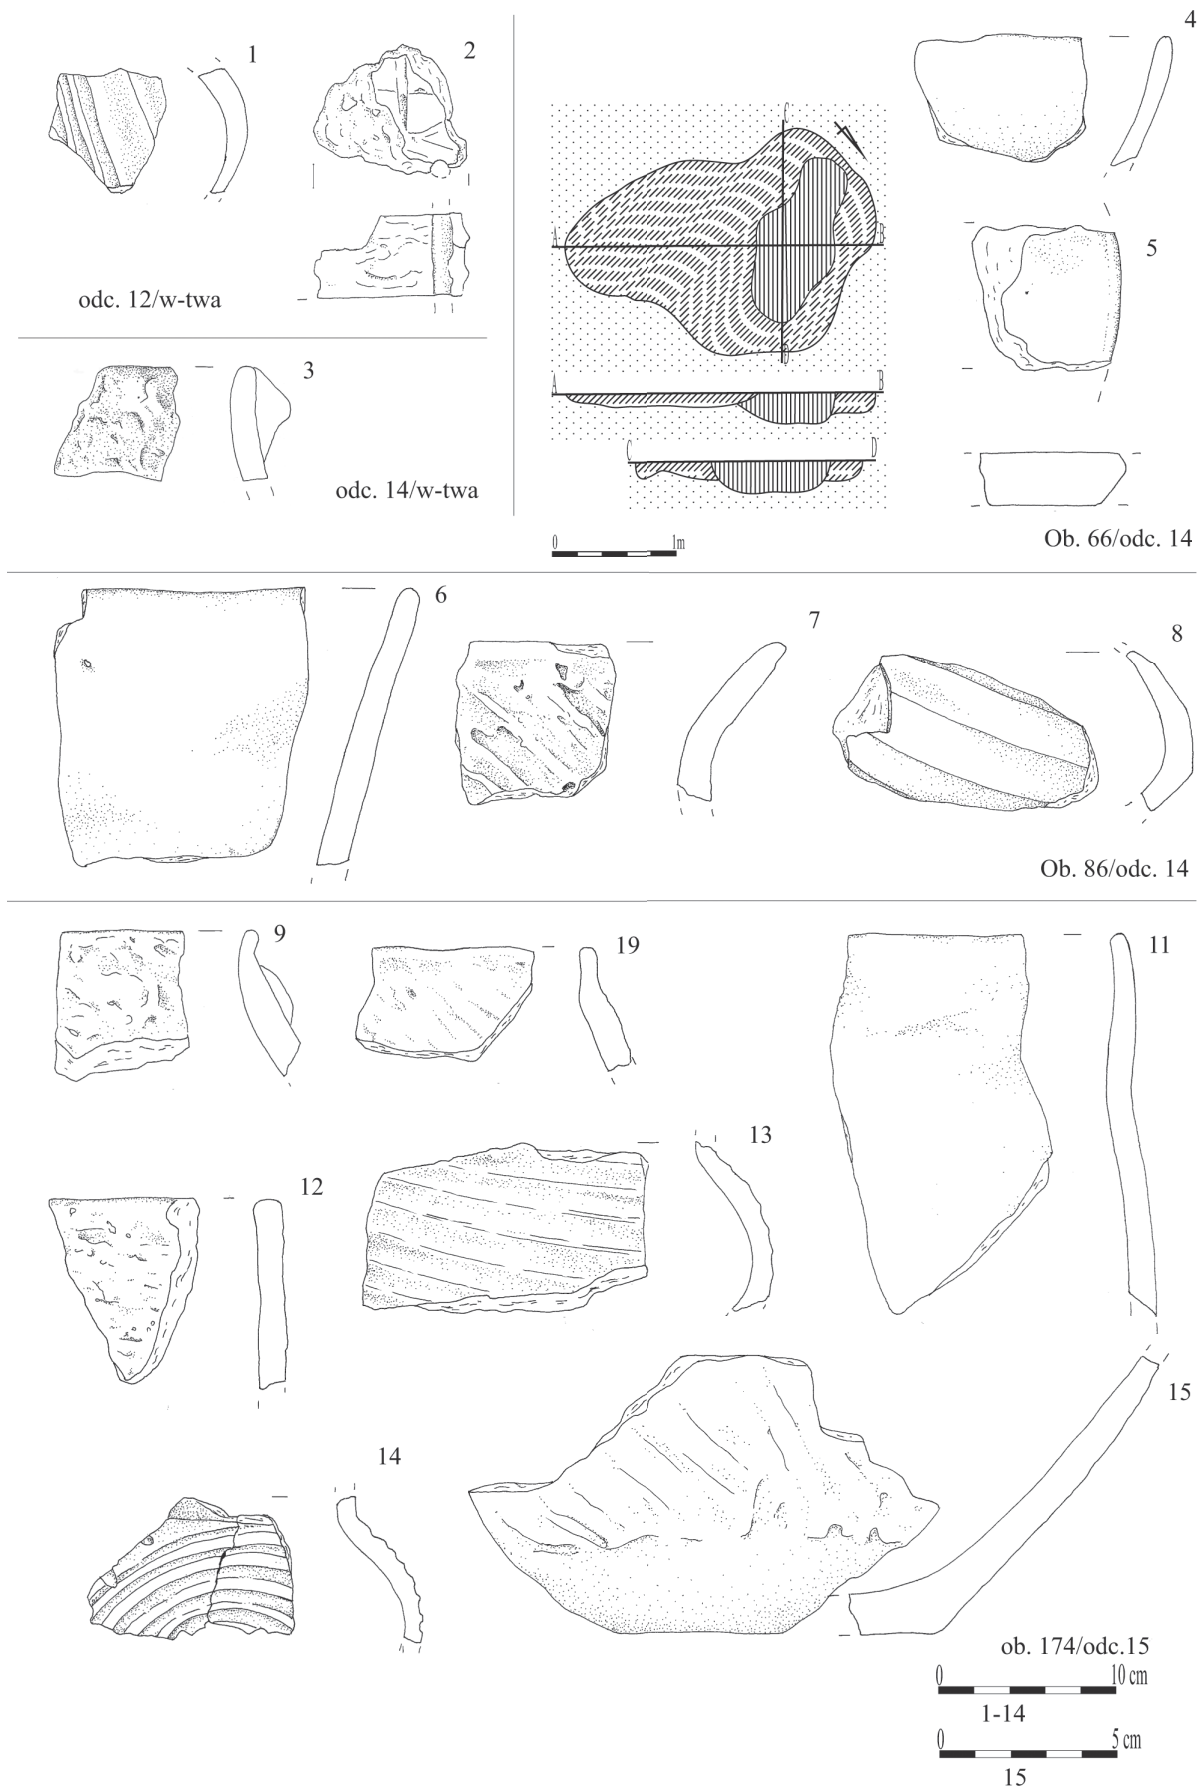 1
2
odc. 12/w-twa
3
odc. 14/w-twa
C
A
B
D
A
B
C
D
0 1m
4
5
Ob. 66/odc. 14
6
7
8
Ob. 86/odc. 14
9
19
11
12
13
14
15
ob. 174/odc.15
0 10 cm
1-14
0 5 cm
15